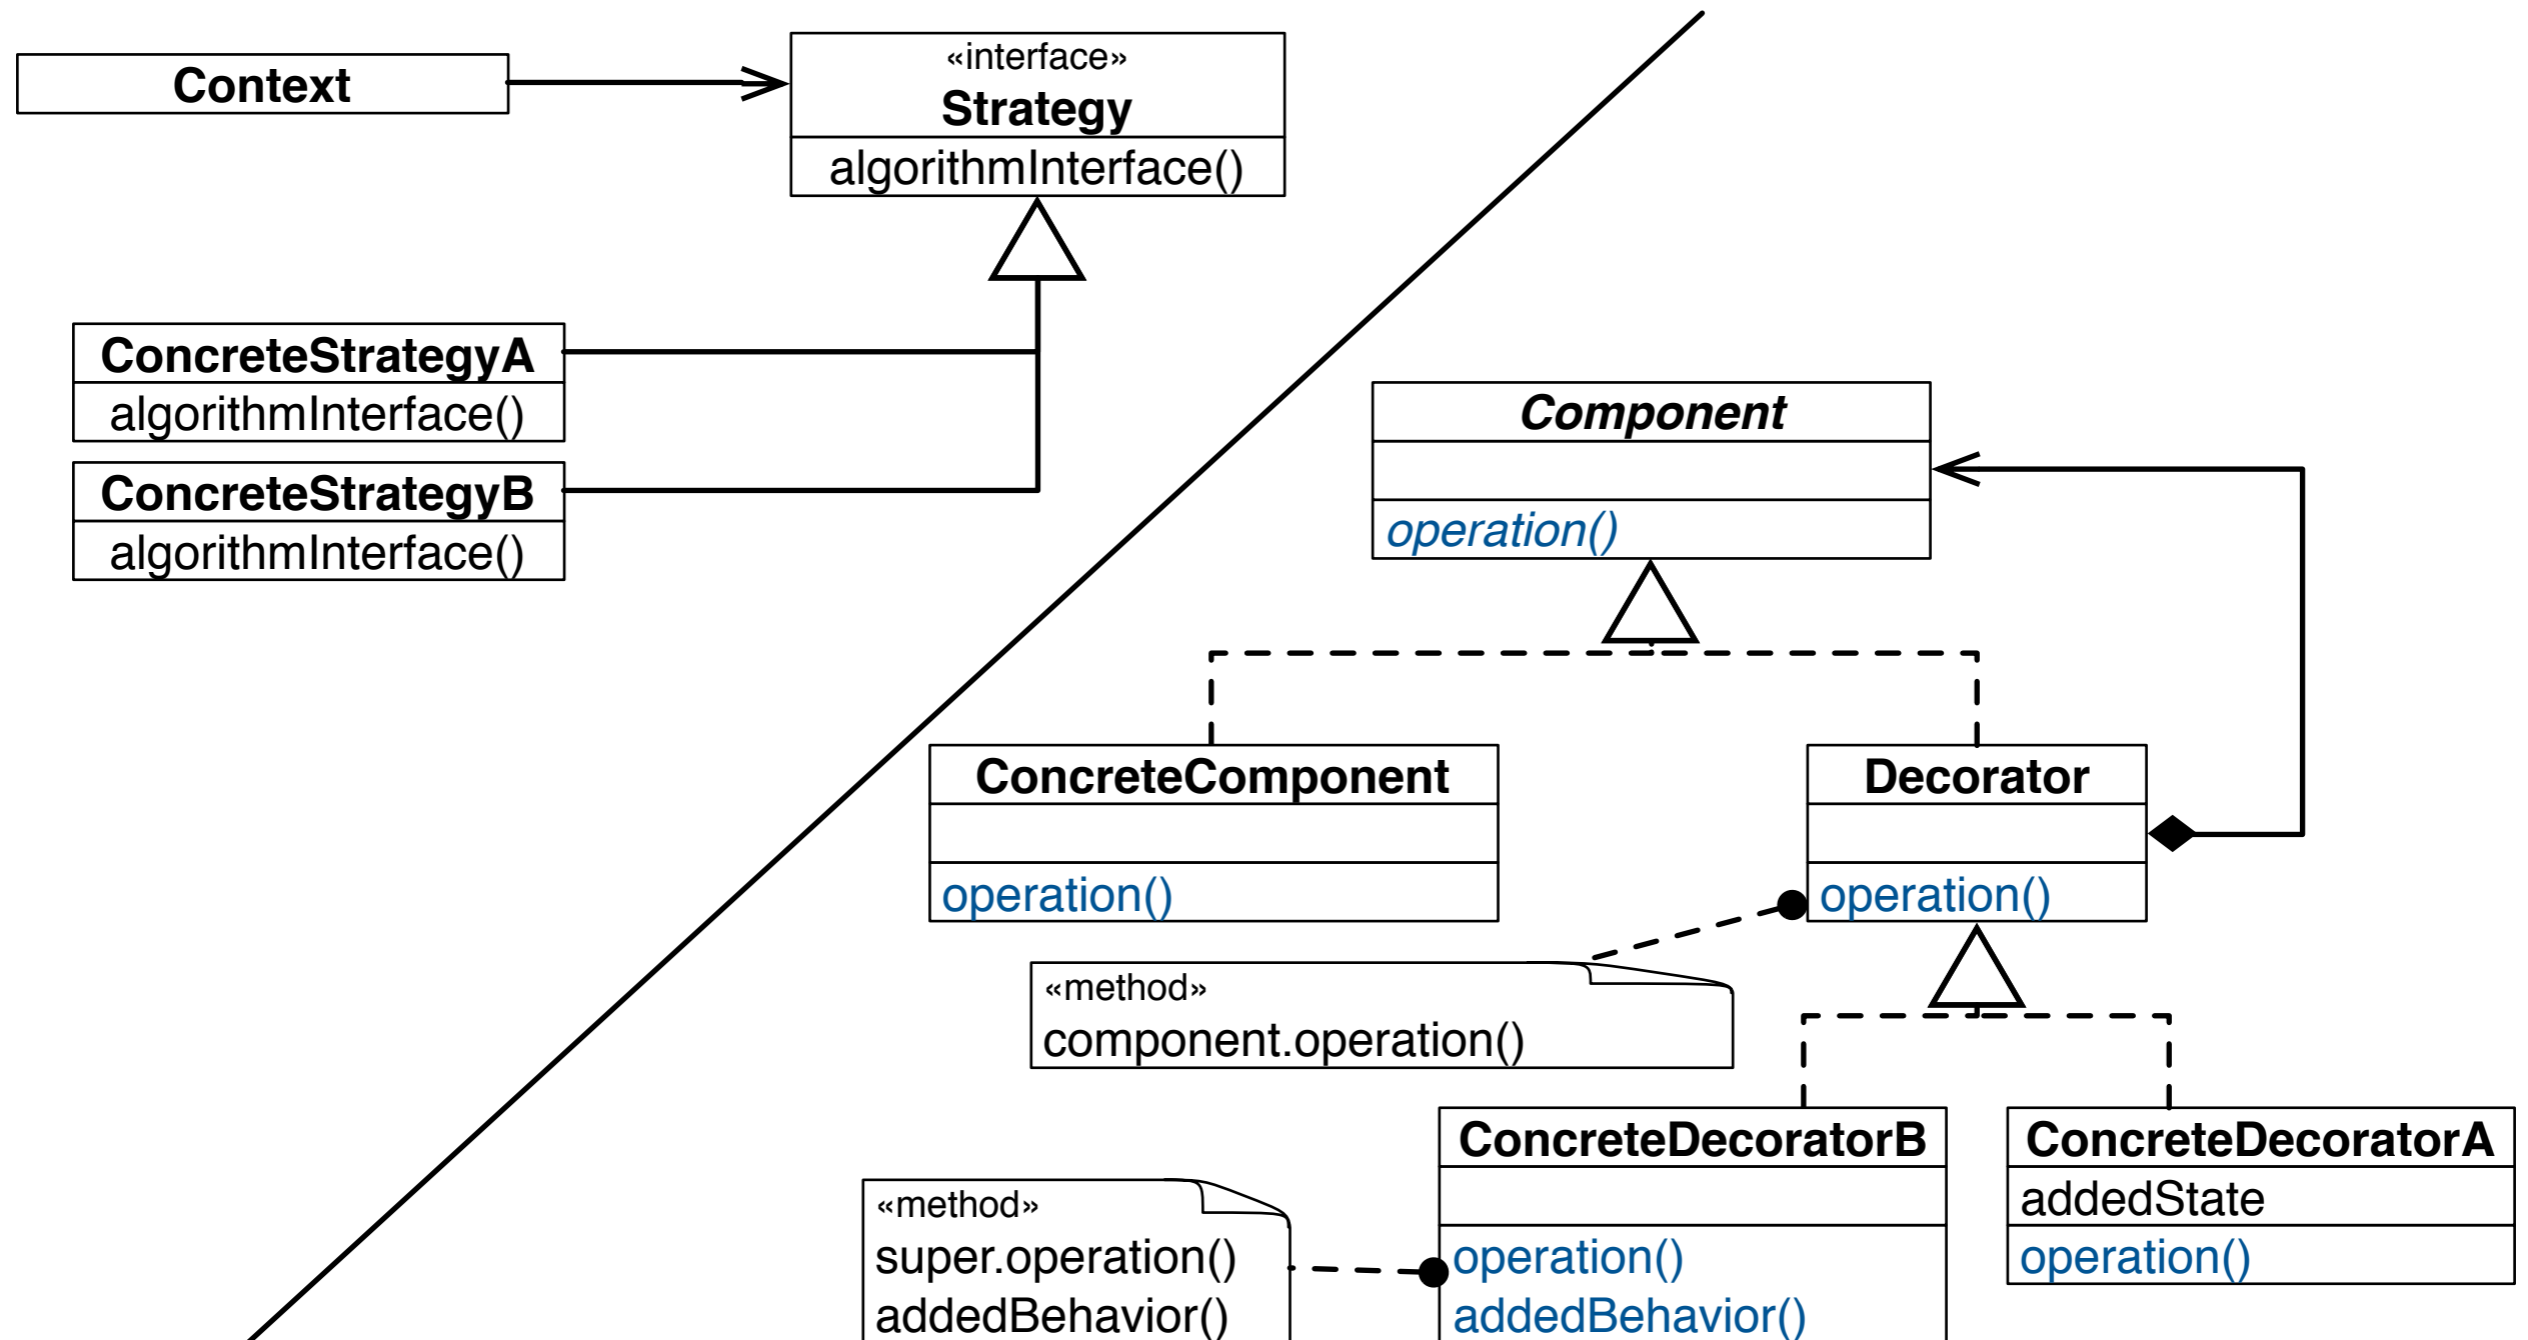 Context
«interface»
Strategy
algorithmInterface()
ConcreteStrategyA
algorithmInterface()
ConcreteStrategyB
algorithmInterface()
Component
operation()
ConcreteComponent
operation()
Decorator
operation()
«method»
component.operation()
ConcreteDecoratorB
operation()
addedBehavior()
ConcreteDecoratorA
addedState
operation()
«method»
super.operation()
addedBehavior()